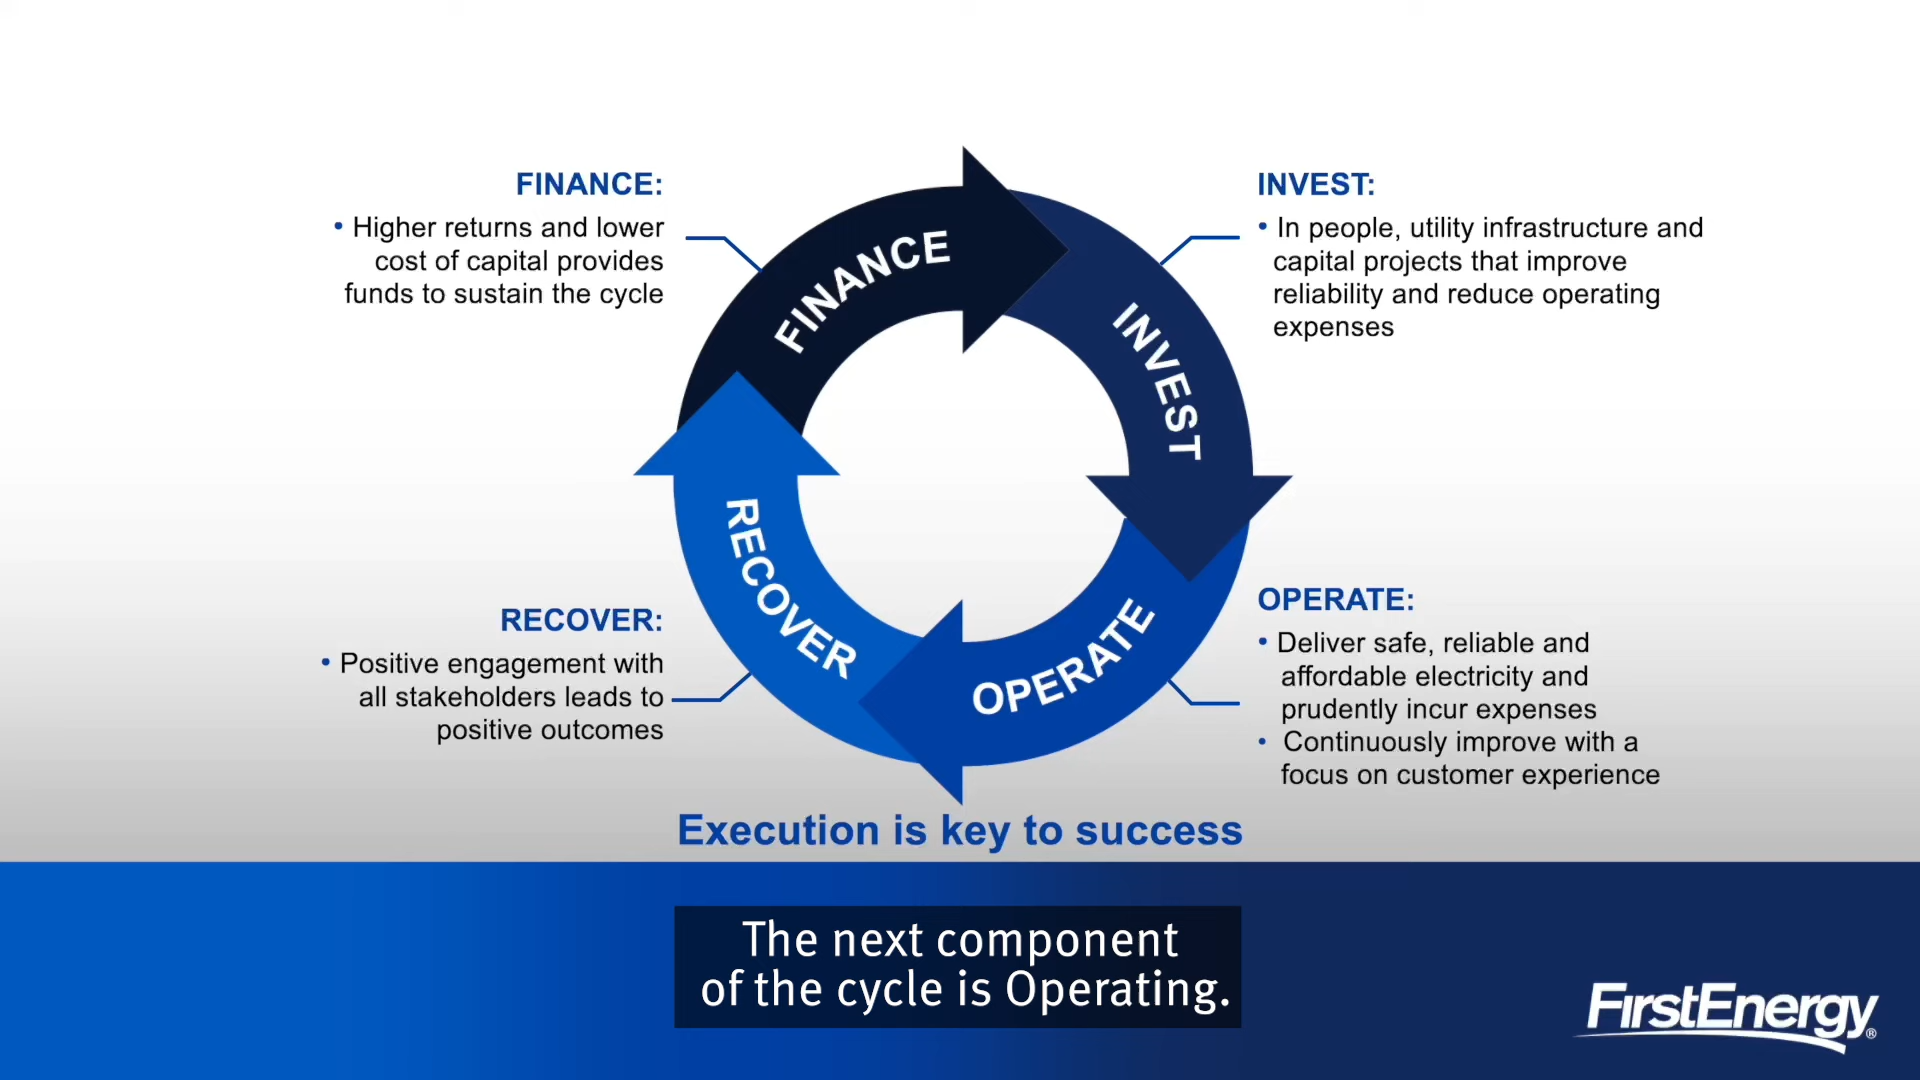 FINANCE:
• Higher returns and lower
cost of capital provides
funds to sustain the cycle
INVEST:
• In people, utility infrastructure and
capital projects that improve
reliability and reduce operating
expenses
FINANCE
INVEST
OPERATE
RECOVER
RECOVER:
• Positive engagement with
all stakeholders leads to
positive outcomes
OPERATE:
• Deliver safe, reliable and
affordable electricity and
prudently incur expenses
• Continuously improve with a
focus on customer experience
Execution is key to success
The next component
of the cycle is Operating.
FirstEnergy®